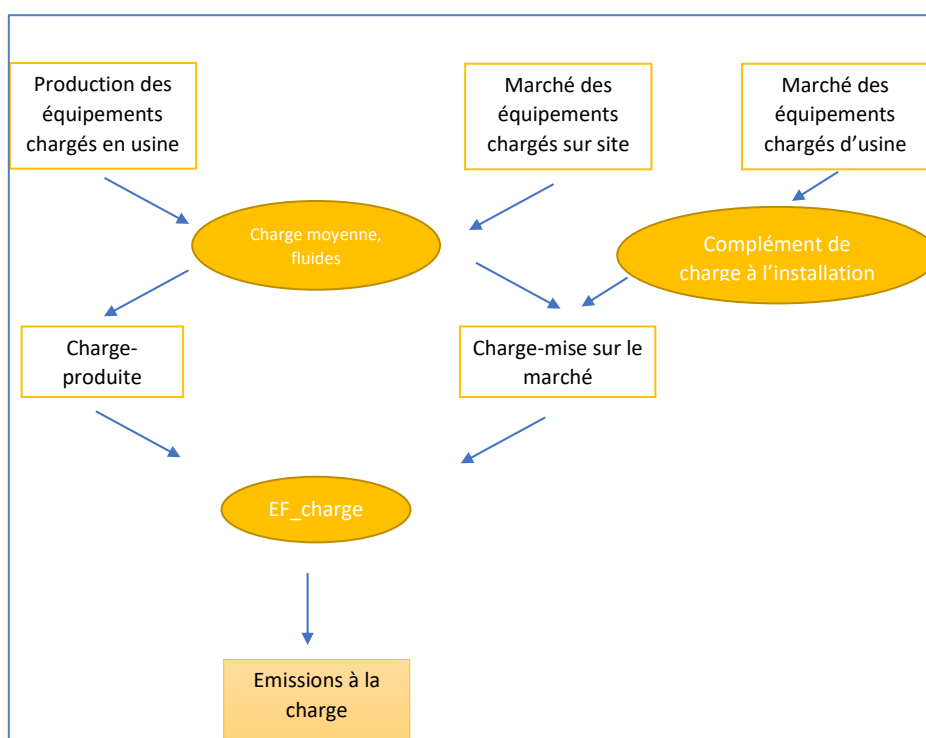 Production des
équipements
chargés en usine
Marché des
équipements
chargés sur site
Marché des
équipements
chargés d'usine
Charge moyenne,
fluides
Complément de
charge à l'installation
Charge-
produite
Charge-mise sur le
marché
EF_charge
Emissions à la
charge